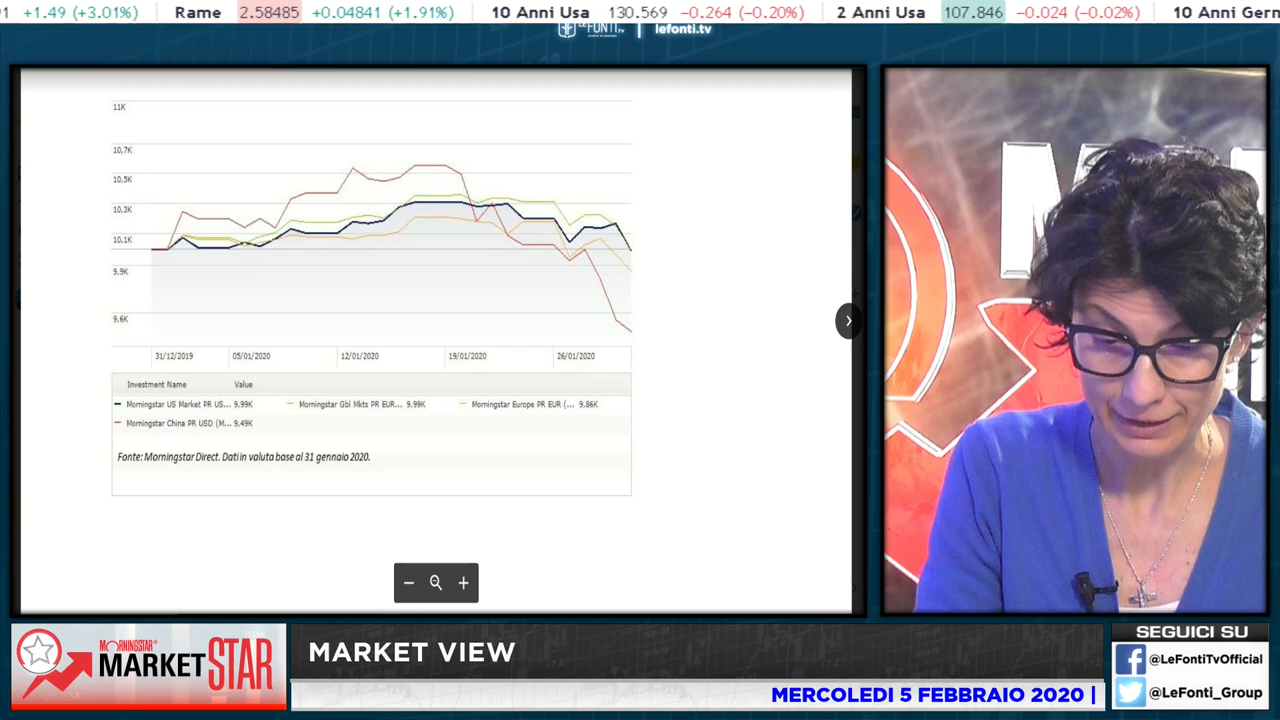 +1.49 (+3.01%) Rame 2.58485 +0.04841 (+1.91%) 10 Anni Usa 130.569 −0.264 (−0.20%) 2 Anni Usa 107.846 −0.024 (−0.02%) 10 Anni Germ
LE FONTI.TV | lefonti.tv
11K
10,7K
10,5K
10,3K
10,1K
9,9K
9,6K
31/12/2019 05/01/2020 12/01/2020 19/01/2020 26/01/2020
Investment Name Value
Morningstar US Market PR US... 9,99K Morningstar Gbl Mkts PR EUR... 9,99K Morningstar Europe PR EUR (... 9,86K
Morningstar China PR USD (M... 9,49K
Fonte: Morningstar Direct. Dati in valuta base al 31 gennaio 2020.
MORNINGSTAR
MARKET STAR
MARKET VIEW
MERCOLEDI 5 FEBBRAIO 2020 |
SEGUICI SU
@LeFontiTvOfficial
@LeFonti_Group